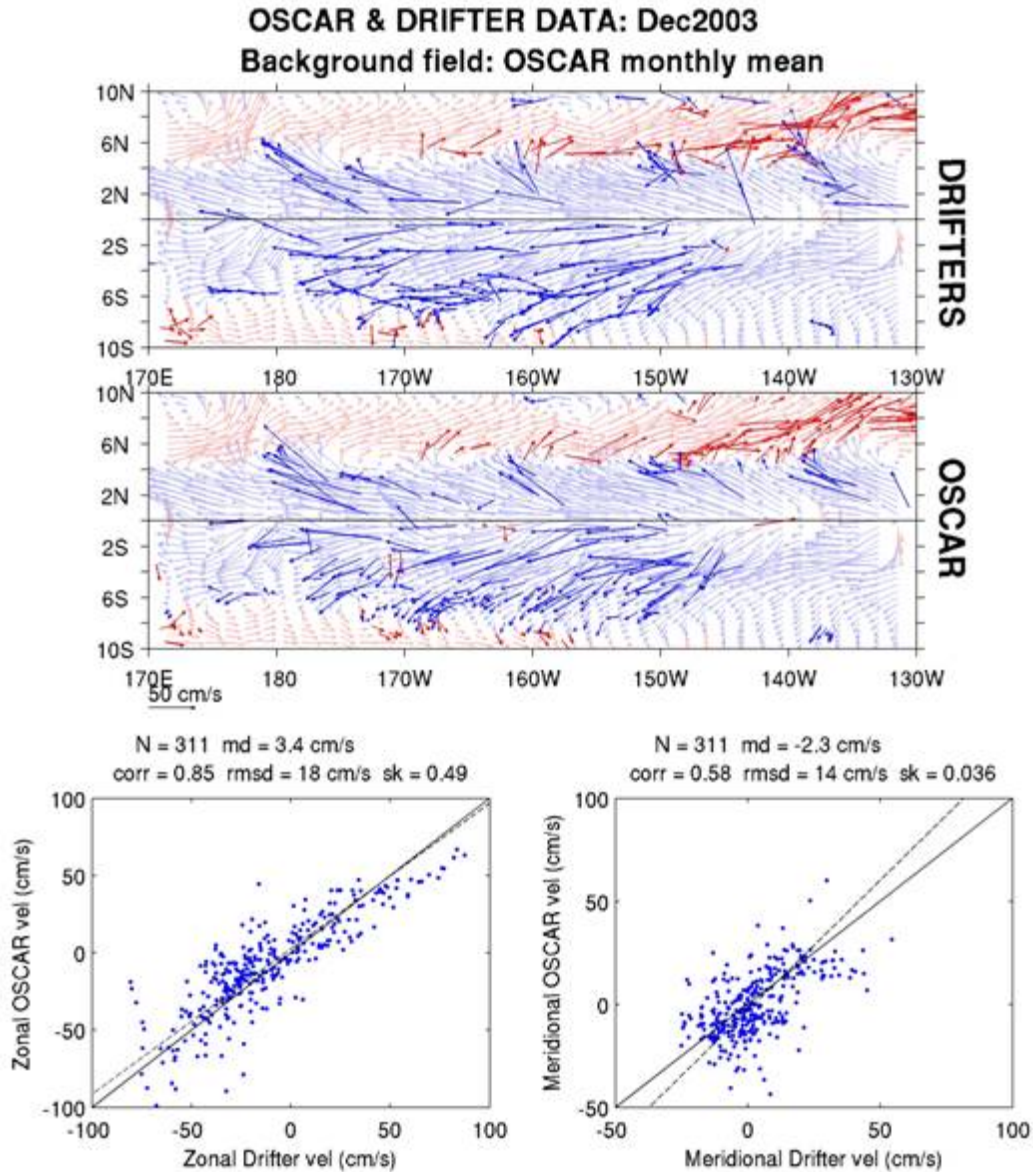 OSCAR & DRIFTER DATA: Dec2003
Background field: OSCAR monthly mean
10N
6N
2N
2S
6S
10S
170E 180 170W 160W 150W 140W 130W
DRIFTERS
10N
6N
2N
2S
6S
10S
170E 180 170W 160W 150W 140W 130W
OSCAR
50 cm/s
N = 311 md = 3.4 cm/s
corr = 0.85 rmsd = 18 cm/s sk = 0.49
100
50
0
-50
-100
-100 -50 0 50 100
Zonal OSCAR vel (cm/s)
Zonal Drifter vel (cm/s)
N = 311 md = -2.3 cm/s
corr = 0.58 rmsd = 14 cm/s sk = 0.036
100
50
0
-50
-50 0 50 100
Meridional OSCAR vel (cm/s)
Meridional Drifter vel (cm/s)